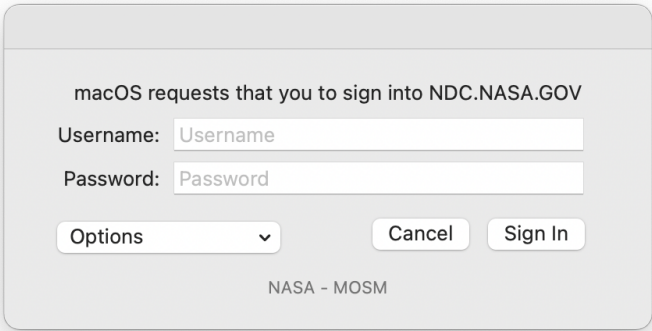 macOS requests that you to sign into NDC.NASA.GOV
Username: Username
Password: Password
Options Cancel Sign In
NASA - MOSM